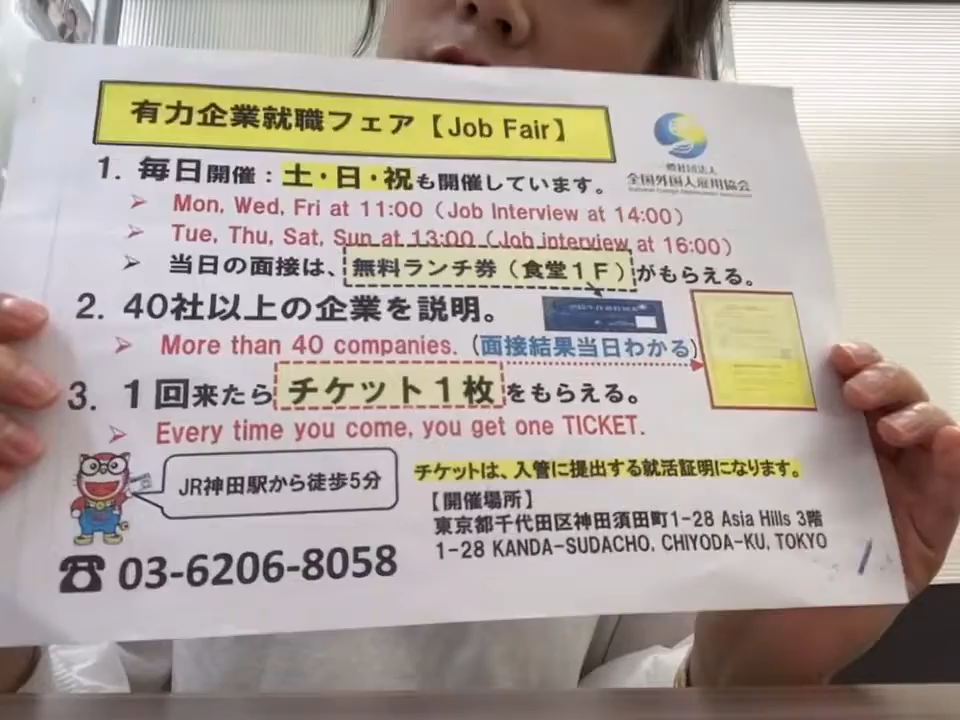 有力企業就職フェア【Job Fair】
一般社団法人
全国外国人雇用協会
1. 毎日開催：土・日・祝も開催しています。
➢ Mon, Wed, Fri at 11:00（Job Interview at 14:00）
➢ Tue, Thu, Sat, Sun at 13:00（Job interview at 16:00）
➢ 当日の面接は、無料ランチ券（食堂１Ｆ）がもらえる。
2. 40社以上の企業を説明。
➢ More than 40 companies.（面接結果当日わかる）
3. １回来たらチケット１枚をもらえる。
➢ Every time you come, you get one TICKET.
JR神田駅から徒歩5分
チケットは、入管に提出する就活証明になります。
【開催場所】
東京都千代田区神田須田町1-28 Asia Hills 3階
1-28 KANDA-SUDACHO, CHIYODA-KU, TOKYO
☎ 03-6206-8058